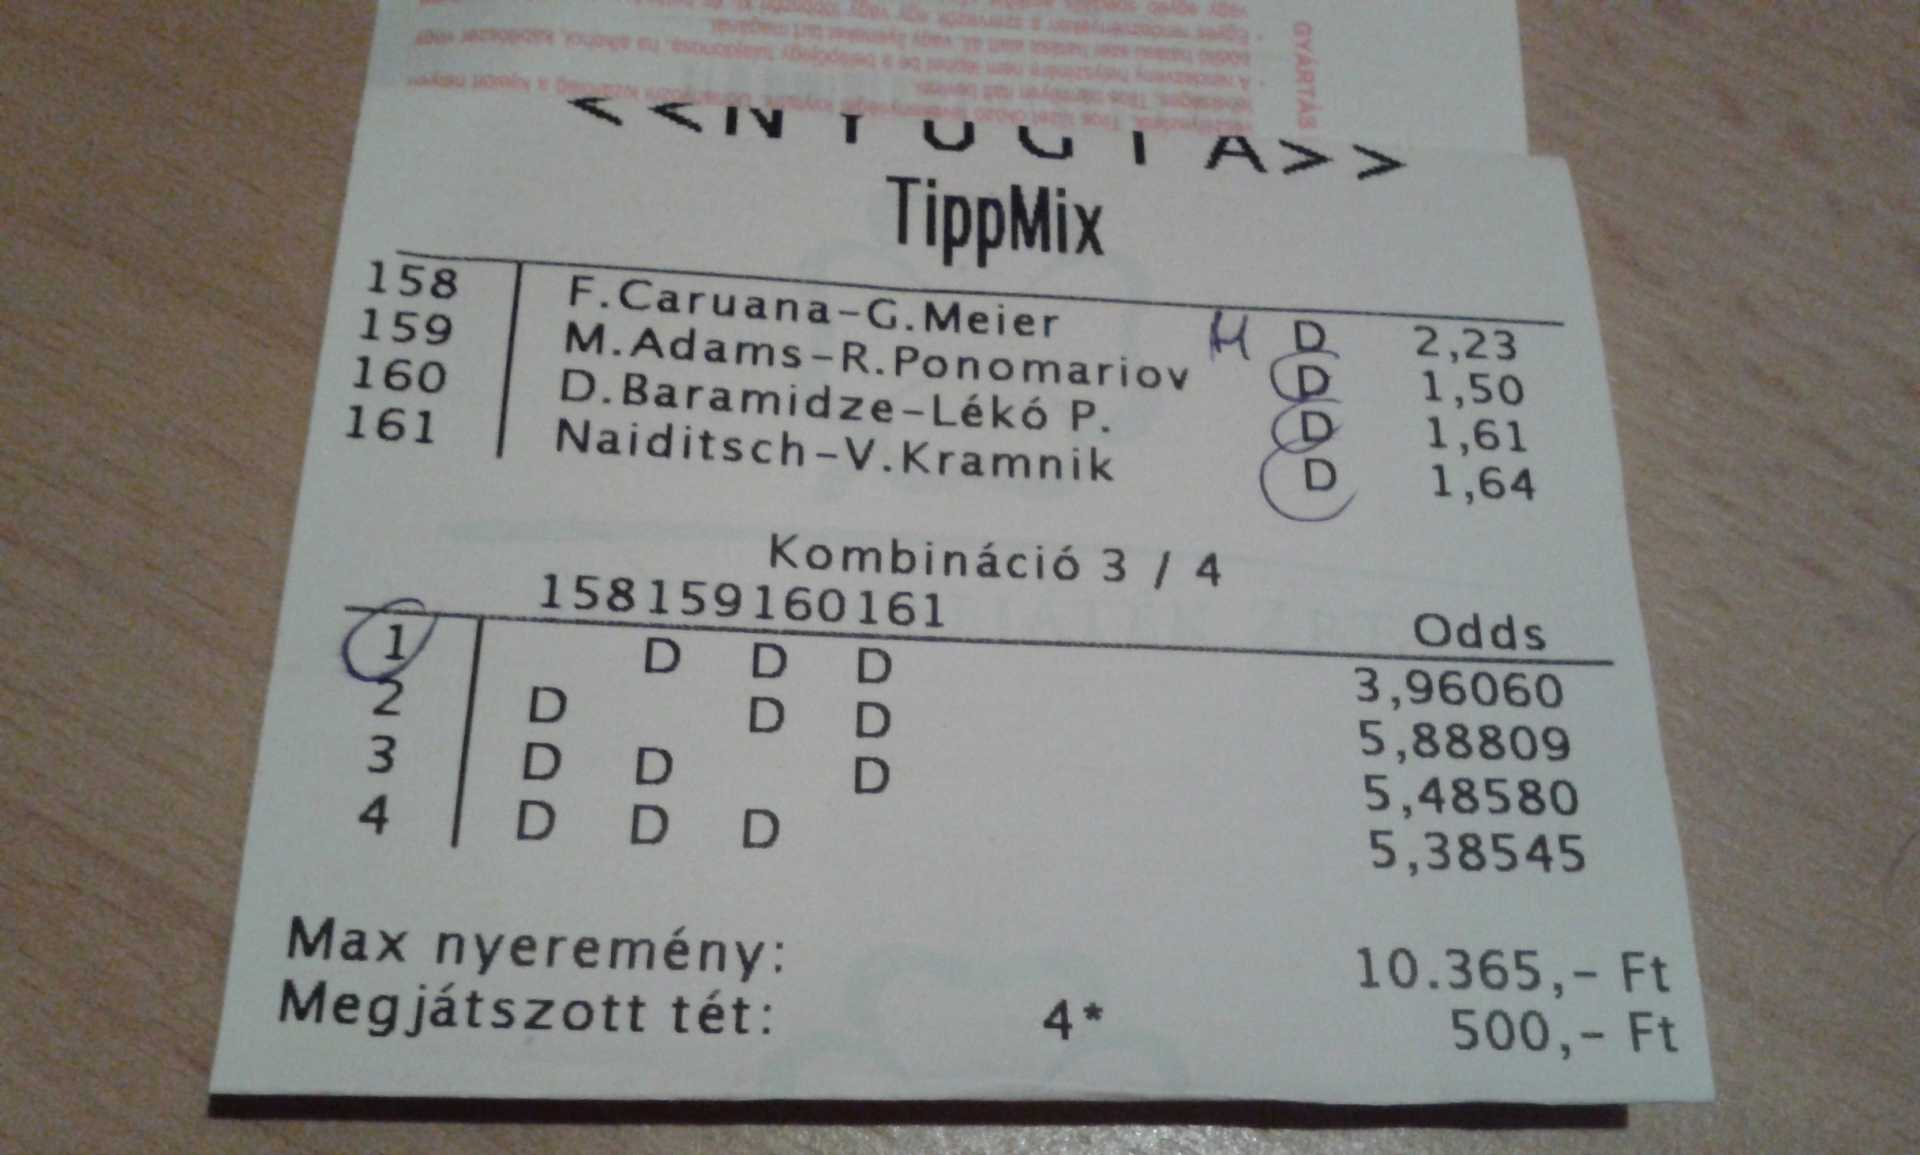 GYÁRTÁS
<<NYUGTA>>
TippMix
158 F.Caruana-G.Meier H D 2,23
159 M.Adams-R.Ponomariov D 1,50
160 D.Baramidze-Lékó P. D 1,61
161 Naiditsch-V.Kramnik D 1,64
Kombináció 3 / 4
158159160161 Odds
1 D D D 3,96060
2 D D D 5,88809
3 D D D 5,48580
4 D D D 5,38545
Max nyeremény: 10.365,- Ft
Megjátszott tét: 4* 500,- Ft